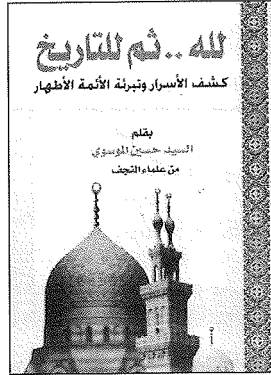 لله .. ثم للتاريخ
كشف الأسرار وتبرئة الأئمة الأطهار
بقلم
السيد حسين الموسوي
من علماء النجف